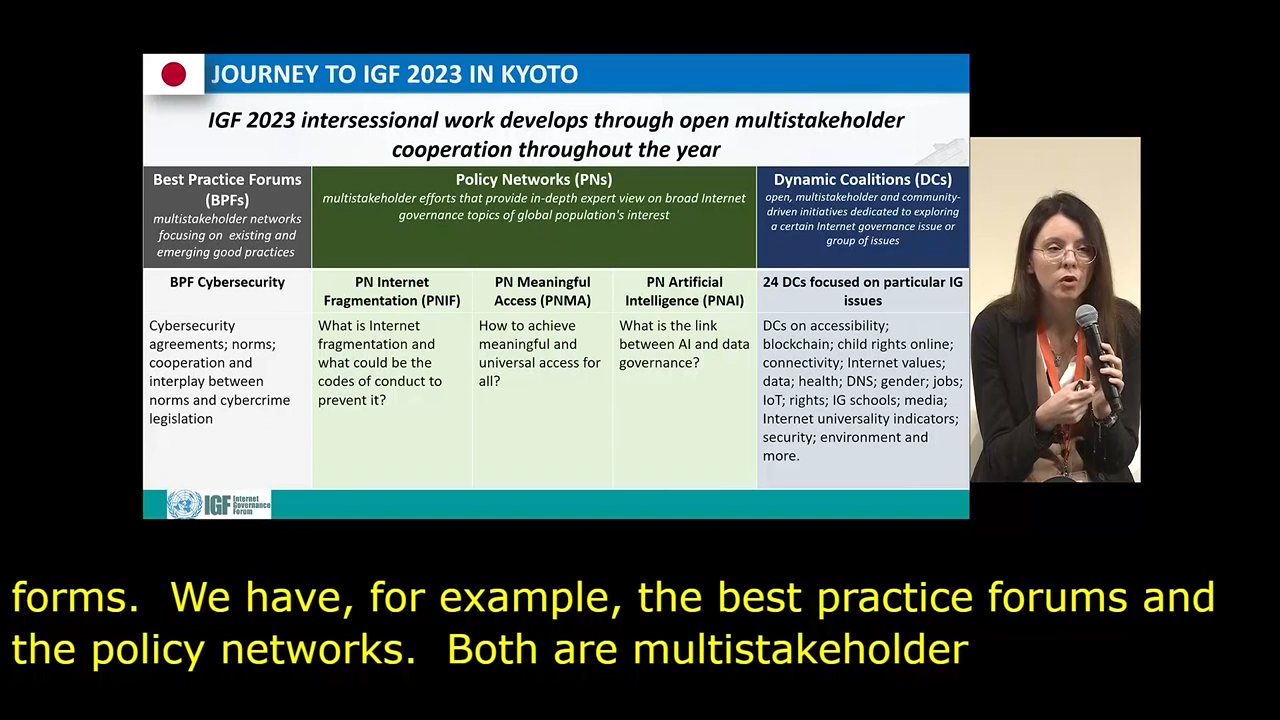 JOURNEY TO IGF 2023 IN KYOTO
IGF 2023 intersessional work develops through open multistakeholder
cooperation throughout the year
Best Practice Forums
(BPFs)
multistakeholder networks
focusing on existing and
emerging good practices
Policy Networks (PNs)
multistakeholder efforts that provide in-depth expert view on broad Internet
governance topics of global population's interest
Dynamic Coalitions (DCs)
open, multistakeholder and community-
driven initiatives dedicated to exploring
a certain Internet governance issue or
group of issues
BPF Cybersecurity
PN Internet
Fragmentation (PNIF)
PN Meaningful
Access (PNMA)
PN Artificial
Intelligence (PNAI)
24 DCs focused on particular IG
issues
Cybersecurity
agreements; norms;
cooperation and
interplay between
norms and cybercrime
legislation
What is Internet
fragmentation and
what could be the
codes of conduct to
prevent it?
How to achieve
meaningful and
universal access for
all?
What is the link
between AI and data
governance?
DCs on accessibility;
blockchain; child rights online;
connectivity; Internet values;
data; health; DNS; gender; jobs;
IoT; rights; IG schools; media;
Internet universality indicators;
security; environment and
more.
IGF
Internet
Governance
Forum
forms.  We have, for example, the best practice forums and
the policy networks.  Both are multistakeholder